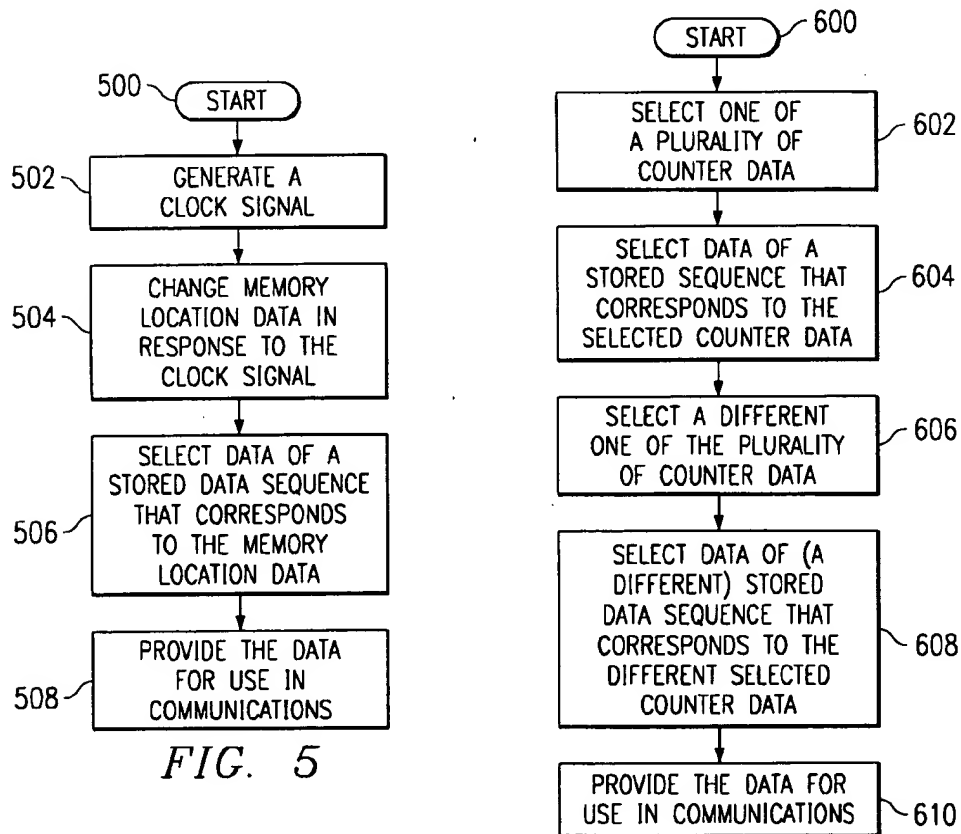 500
START
502
GENERATE A
CLOCK SIGNAL
504
CHANGE MEMORY
LOCATION DATA IN
RESPONSE TO THE
CLOCK SIGNAL
506
SELECT DATA OF A
STORED DATA SEQUENCE
THAT CORRESPONDS
TO THE MEMORY
LOCATION DATA
508
PROVIDE THE DATA
FOR USE IN
COMMUNICATIONS
FIG. 5
START
600
SELECT ONE OF
A PLURALITY OF
COUNTER DATA
602
SELECT DATA OF A
STORED SEQUENCE THAT
CORRESPONDS TO THE
SELECTED COUNTER DATA
604
SELECT A DIFFERENT
ONE OF THE PLURALITY
OF COUNTER DATA
606
SELECT DATA OF (A
DIFFERENT) STORED
DATA SEQUENCE THAT
CORRESPONDS TO THE
DIFFERENT SELECTED
COUNTER DATA
608
PROVIDE THE DATA FOR
USE IN COMMUNICATIONS
610